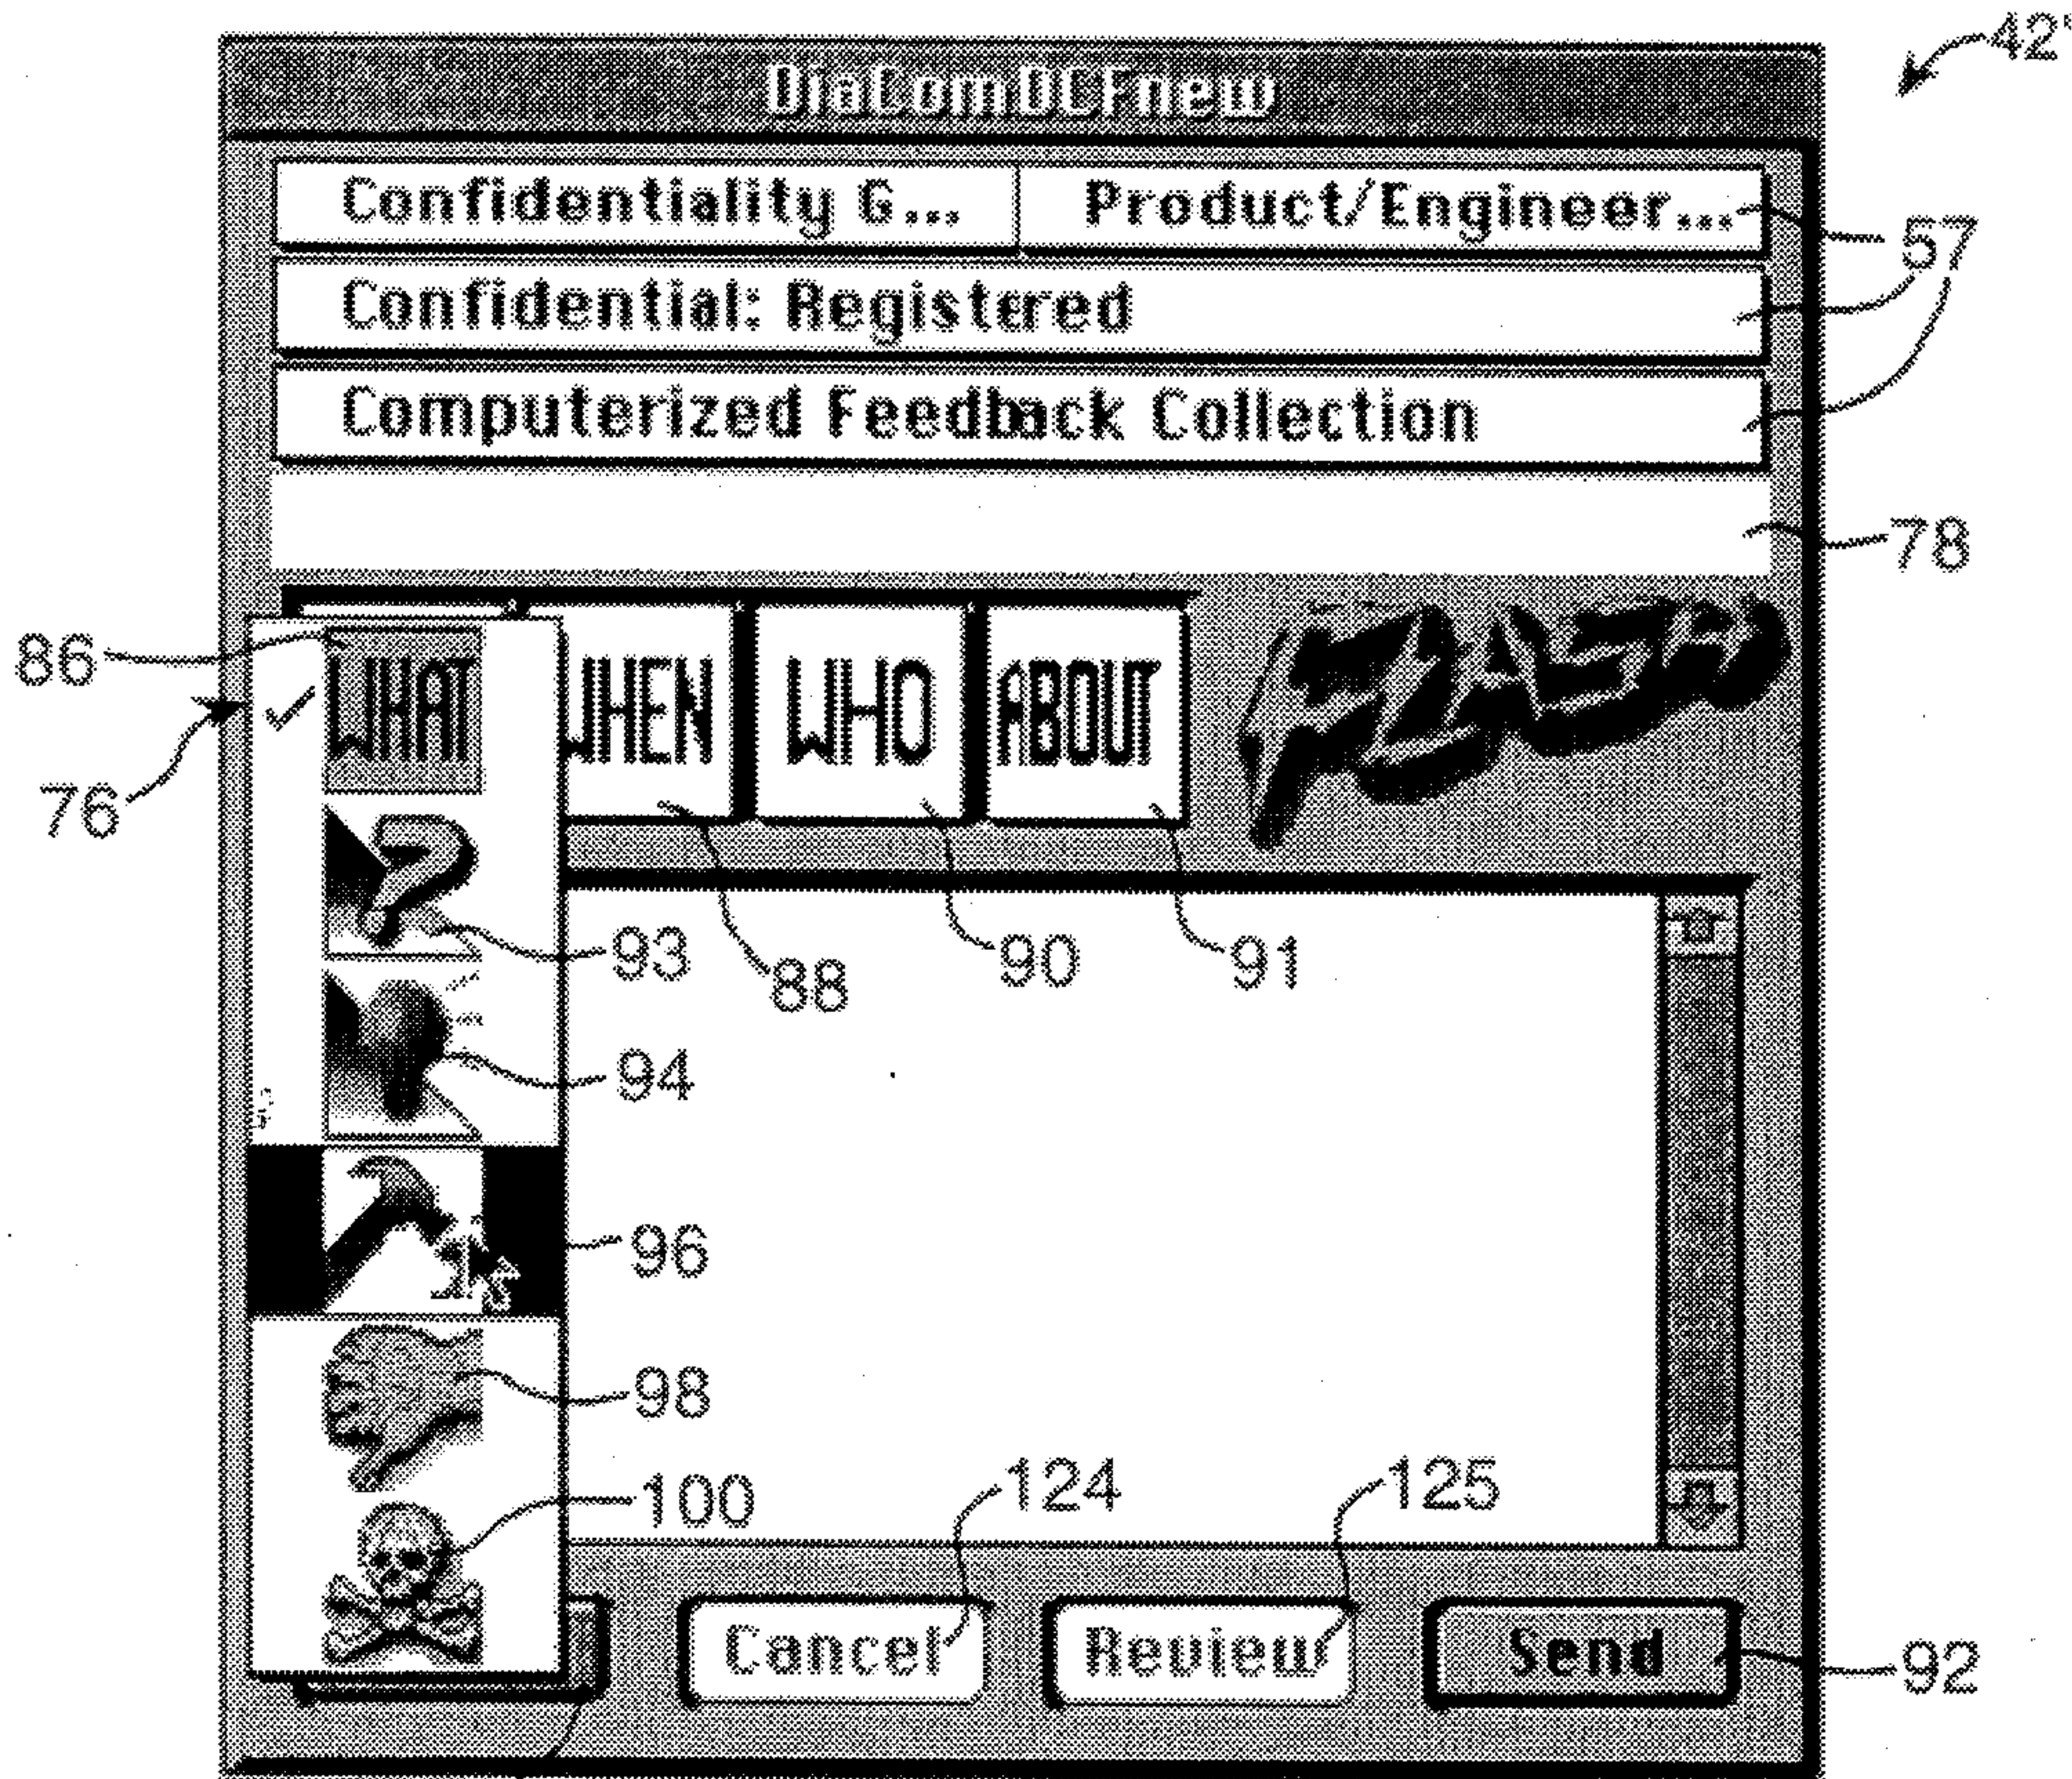 42'
DiaComDCFnew
Confidentiality G... Product/Engineer...
57
Confidential: Registered
Computerized Feedback Collection
78
86
WHAT WHEN WHO ABOUT
76
93
88
90
91
94
96
98
100
124
125
Cancel Review Send
92